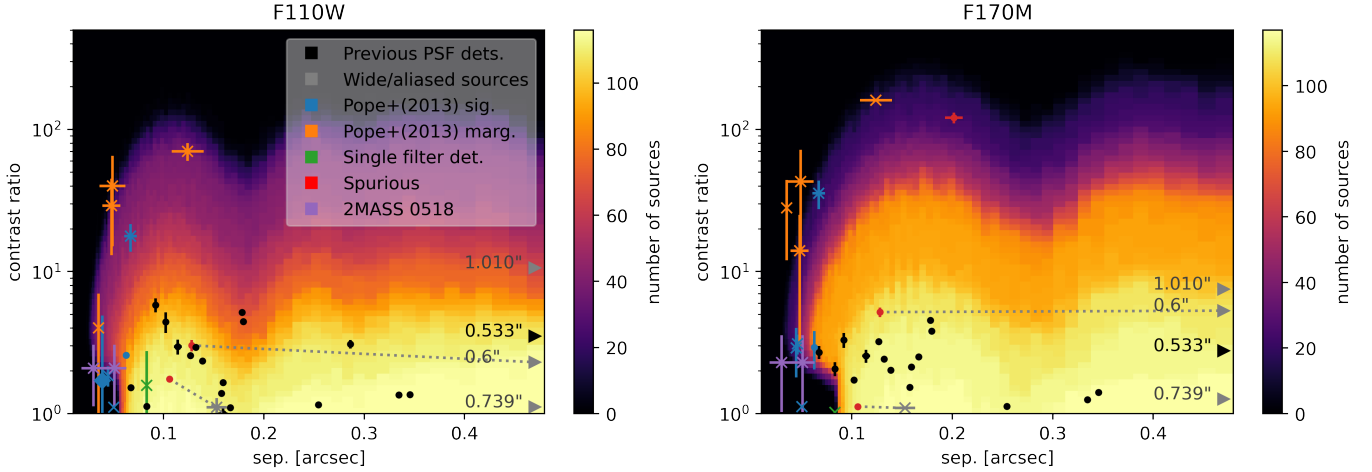 F110W
contrast ratio
10²
10¹
10⁰
0.1
0.2
0.3
0.4
sep. [arcsec]
Previous PSF dets.
Wide/aliased sources
Pope+(2013) sig.
Pope+(2013) marg.
Single filter det.
Spurious
2MASS 0518
1.010"
0.533"
0.6"
0.739"
100
80
60
40
20
0
number of sources
F170M
contrast ratio
10²
10¹
10⁰
0.1
0.2
0.3
0.4
sep. [arcsec]
1.010"
0.6"
0.533"
0.739"
100
80
60
40
20
0
number of sources